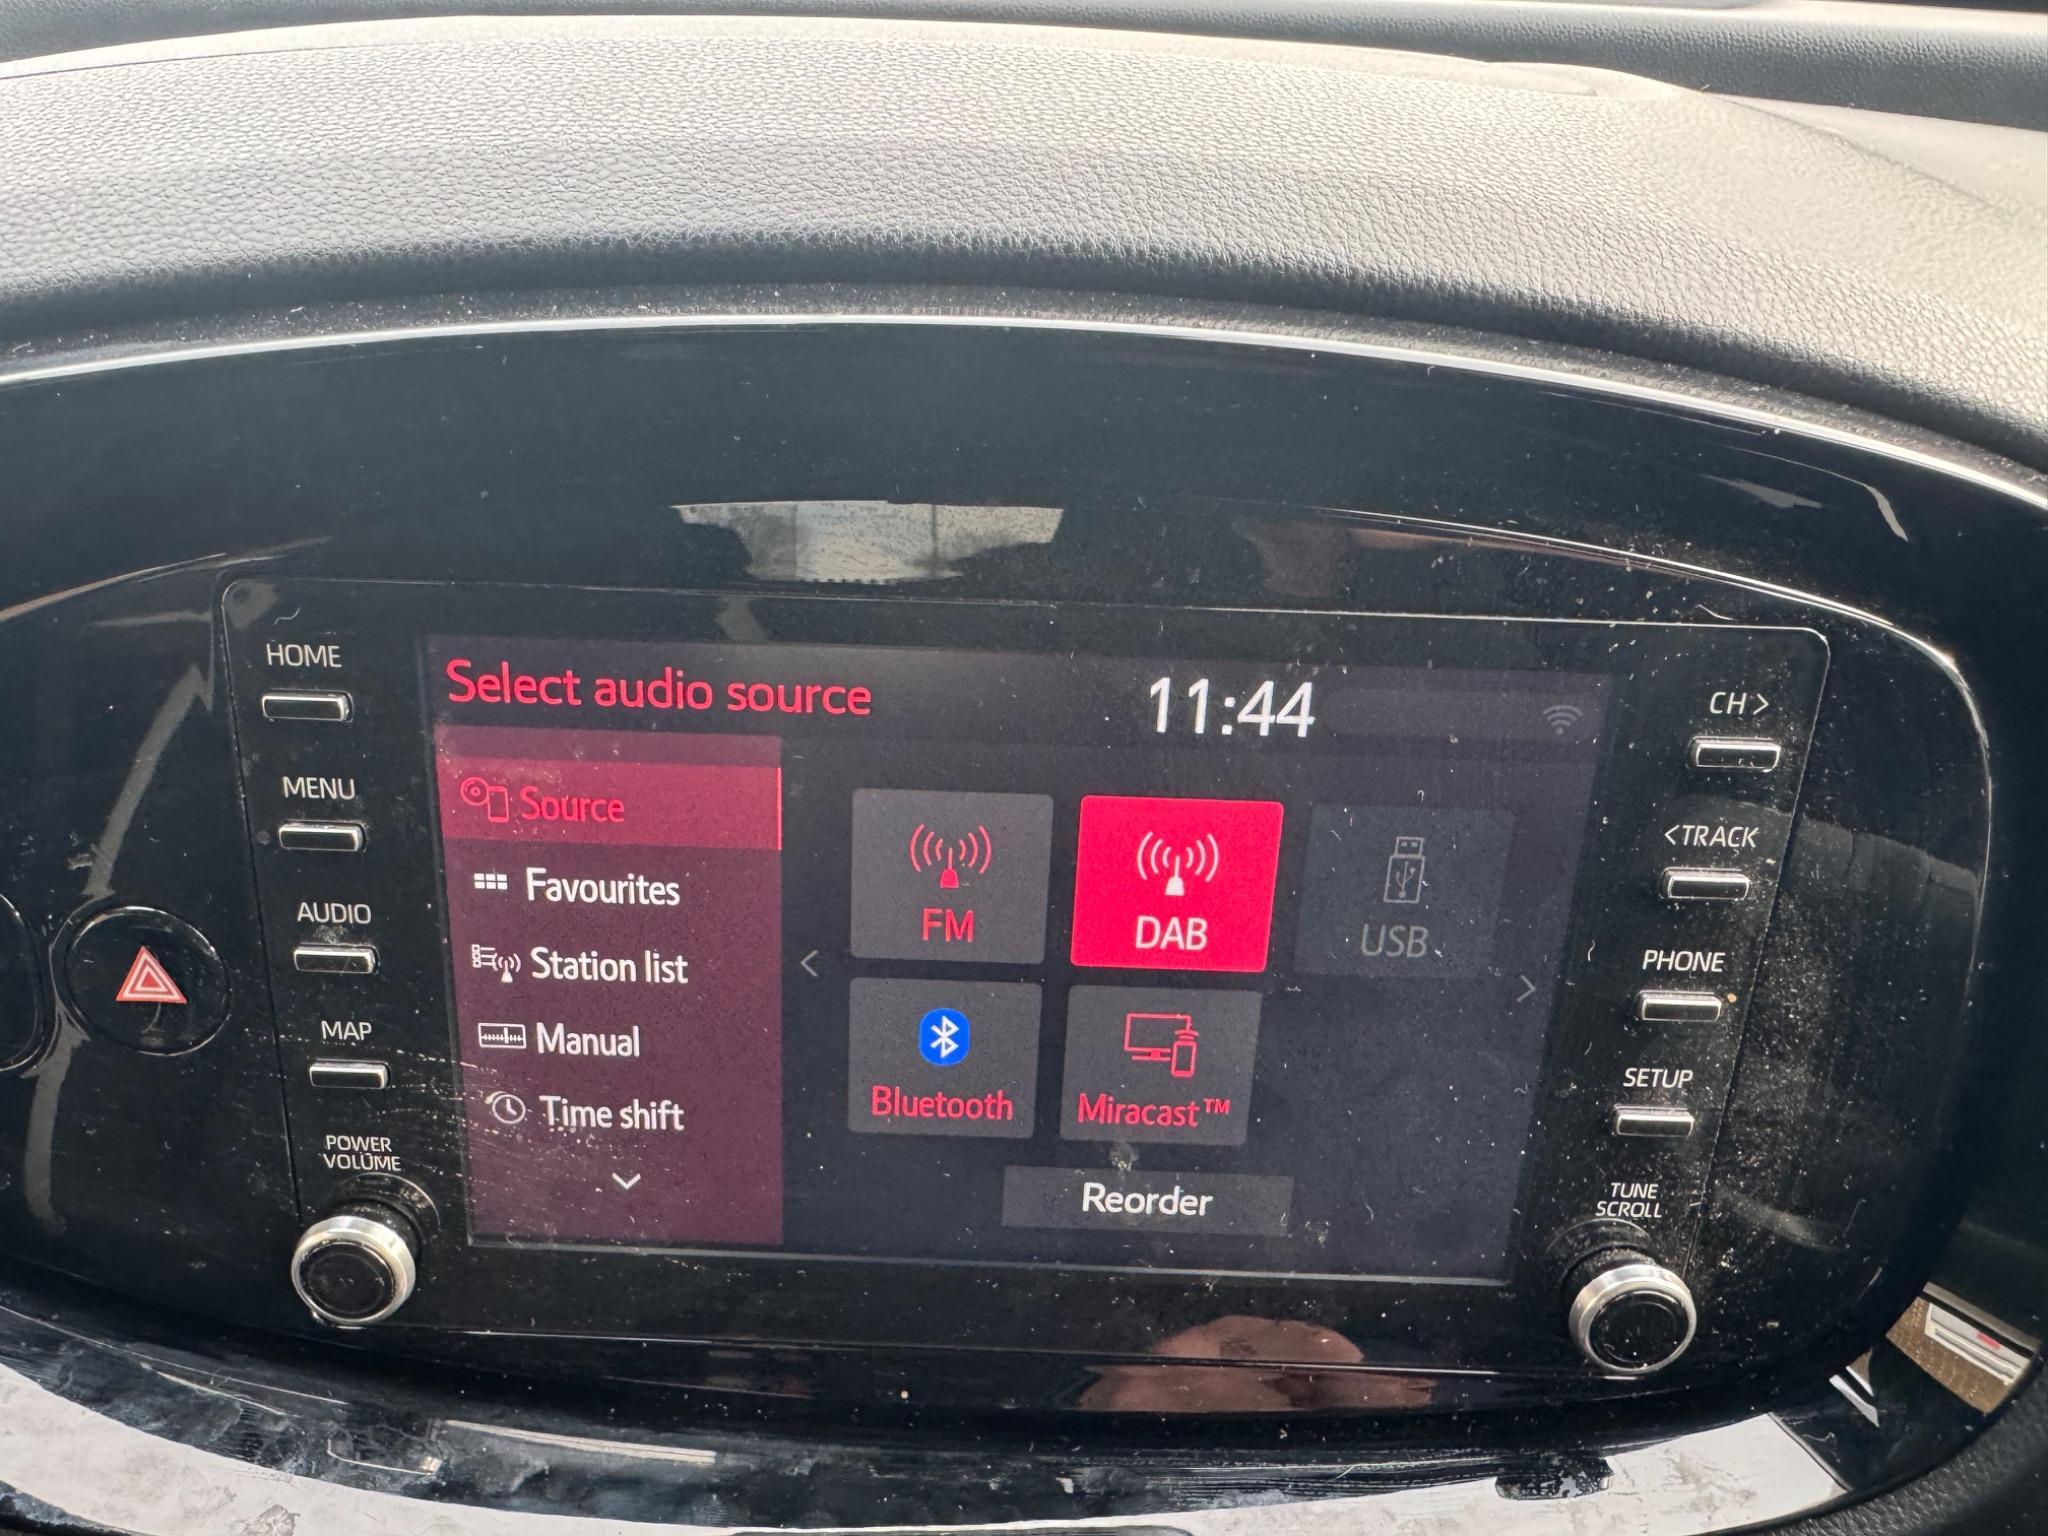 HOME
MENU
AUDIO
MAP
POWER
VOLUME
Select audio source
11:44
Source
Favourites
Station list
Manual
Time shift
FM
DAB
USB
Bluetooth
Miracast™
Reorder
CH >
< TRACK
PHONE
SETUP
TUNE
SCROLL